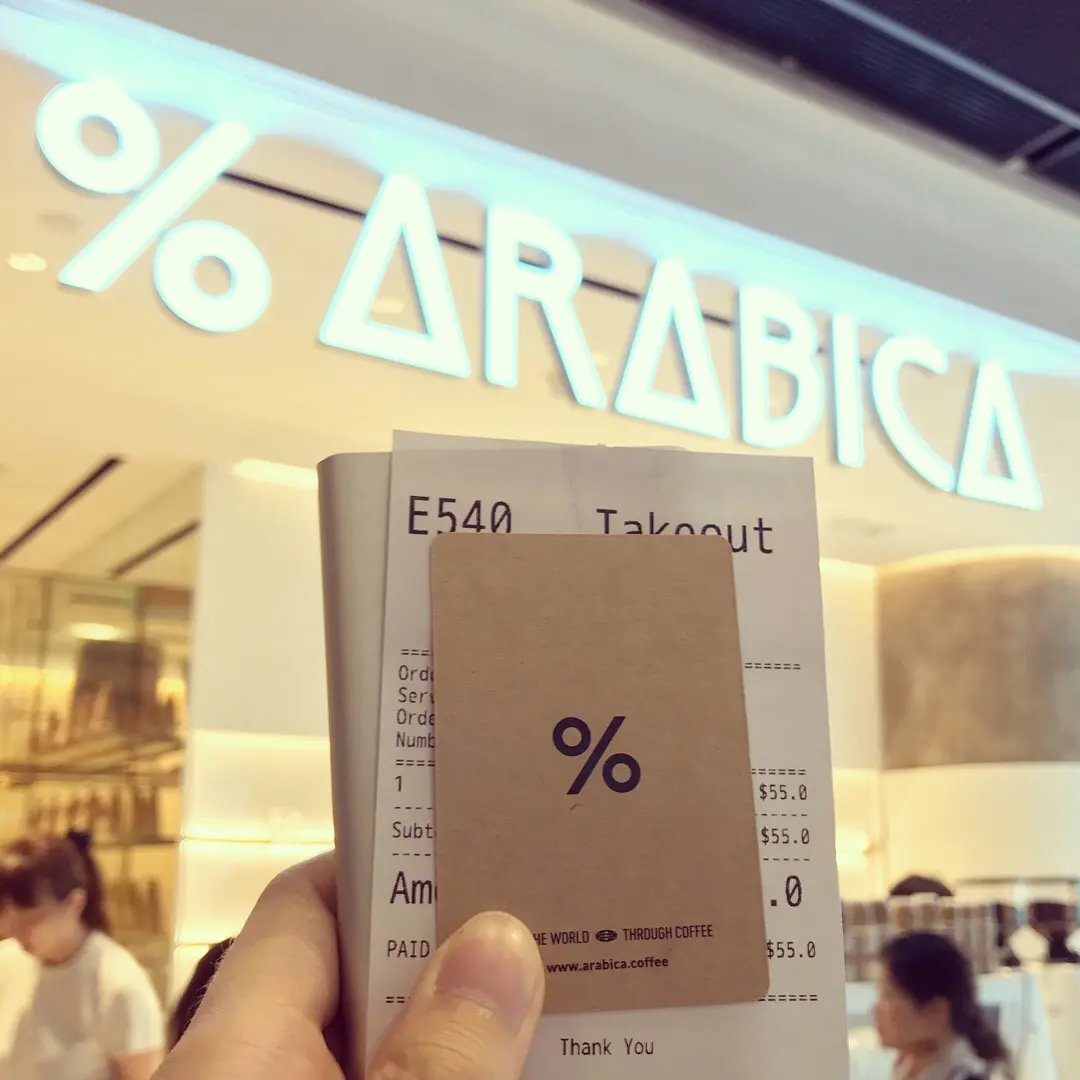 % ARABICA
E540 Takeout
1 $55.0
$55.0
.0
PAID $55.0
Thank You
%
THE WORLD THROUGH COFFEE
www.arabica.coffee